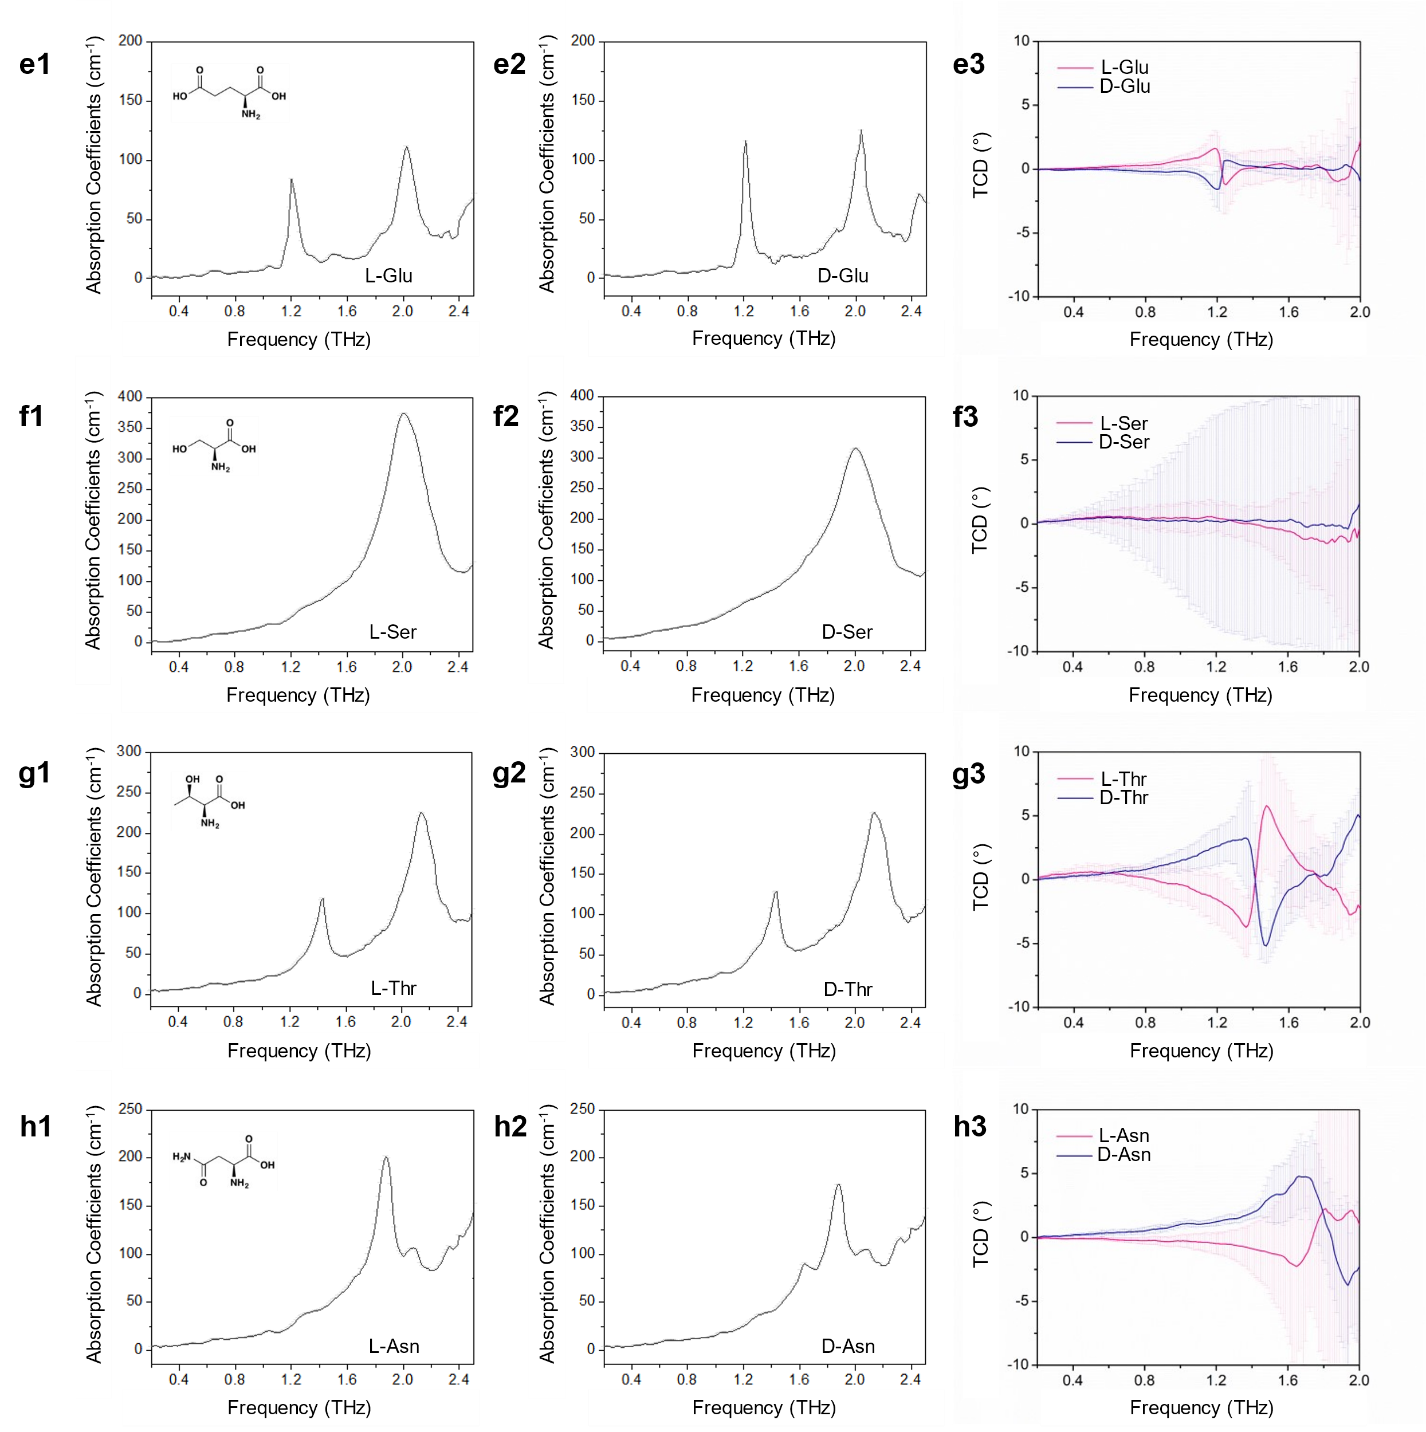 e1
Absorption Coefficients (cm-1)
200
150
100
50
0
O
O
HO
OH
NH2
L-Glu
0.4 0.8 1.2 1.6 2.0 2.4
Frequency (THz)
e2
Absorption Coefficients (cm-1)
200
150
100
50
0
D-Glu
0.4 0.8 1.2 1.6 2.0 2.4
Frequency (THz)
e3
TCD (°)
10
5
0
-5
-10
L-Glu
D-Glu
0.4 0.8 1.2 1.6 2.0
Frequency (THz)
f1
Absorption Coefficients (cm-1)
400
350
300
250
200
150
100
50
0
O
HO
OH
NH2
L-Ser
0.4 0.8 1.2 1.6 2.0 2.4
Frequency (THz)
f2
Absorption Coefficients (cm-1)
400
350
300
250
200
150
100
50
0
D-Ser
0.4 0.8 1.2 1.6 2.0 2.4
Frequency (THz)
f3
TCD (°)
10
5
0
-5
-10
L-Ser
D-Ser
0.4 0.8 1.2 1.6 2.0
Frequency (THz)
g1
Absorption Coefficients (cm-1)
300
250
200
150
100
50
0
OH
O
OH
NH2
L-Thr
0.4 0.8 1.2 1.6 2.0 2.4
Frequency (THz)
g2
Absorption Coefficients (cm-1)
300
250
200
150
100
50
0
D-Thr
0.4 0.8 1.2 1.6 2.0 2.4
Frequency (THz)
g3
TCD (°)
10
5
0
-5
-10
L-Thr
D-Thr
0.4 0.8 1.2 1.6 2.0
Frequency (THz)
h1
Absorption Coefficients (cm-1)
250
200
150
100
50
0
O
H2N
OH
O
NH2
L-Asn
0.4 0.8 1.2 1.6 2.0 2.4
Frequency (THz)
h2
Absorption Coefficients (cm-1)
250
200
150
100
50
0
D-Asn
0.4 0.8 1.2 1.6 2.0 2.4
Frequency (THz)
h3
TCD (°)
10
5
0
-5
-10
L-Asn
D-Asn
0.4 0.8 1.2 1.6 2.0
Frequency (THz)